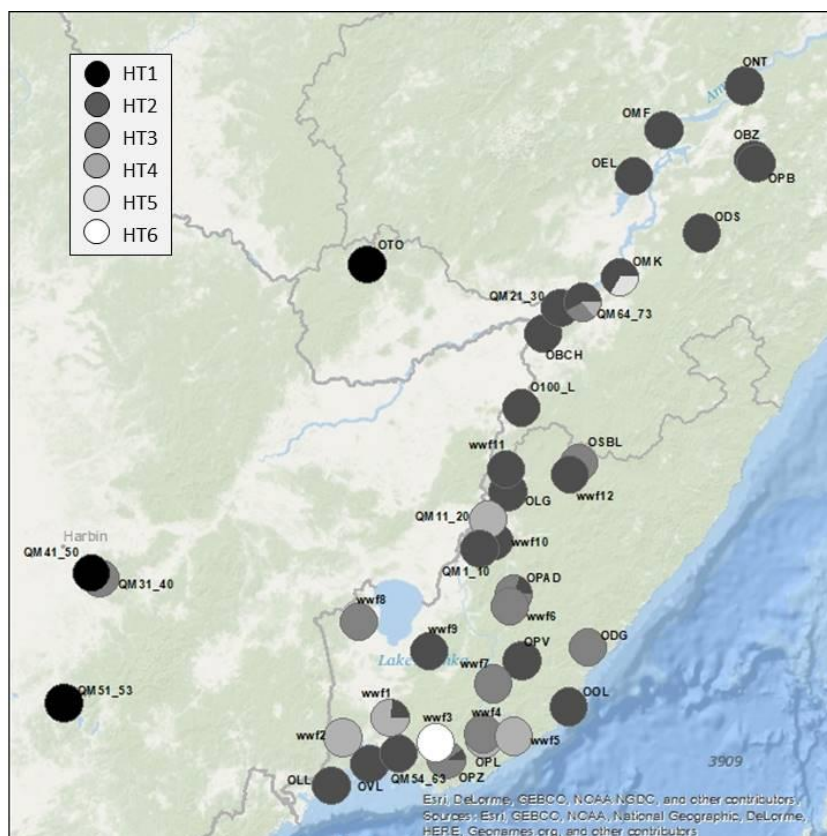 HT1
HT2
HT3
HT4
HT5
HT6
ONT
OMF
OBZ
OEL
OPB
ODS
OTO
OMK
QM21_30
QM64_73
OBCH
O100_L
wwf11
OSBL
wwf12
OLG
QM11_20
Harbin
wwf10
QM41_50
QM1_10
QM31_40
OPAD
wwf8
wwf6
wwf9
ODG
OPV
Lake
wwf7
QM51_53
wwf1
OOL
wwf3
wwf4
wwf2
wwf5
OPL
3909
OLL
OVL
QM54_63
OPZ
Esri, DeLorme, GEBCO, NOAA NGDC, and other contributors
Sources: Esri, GEBCO, NOAA, National Geographic, DeLorme,
HERE, Geonames.org, and other contributors